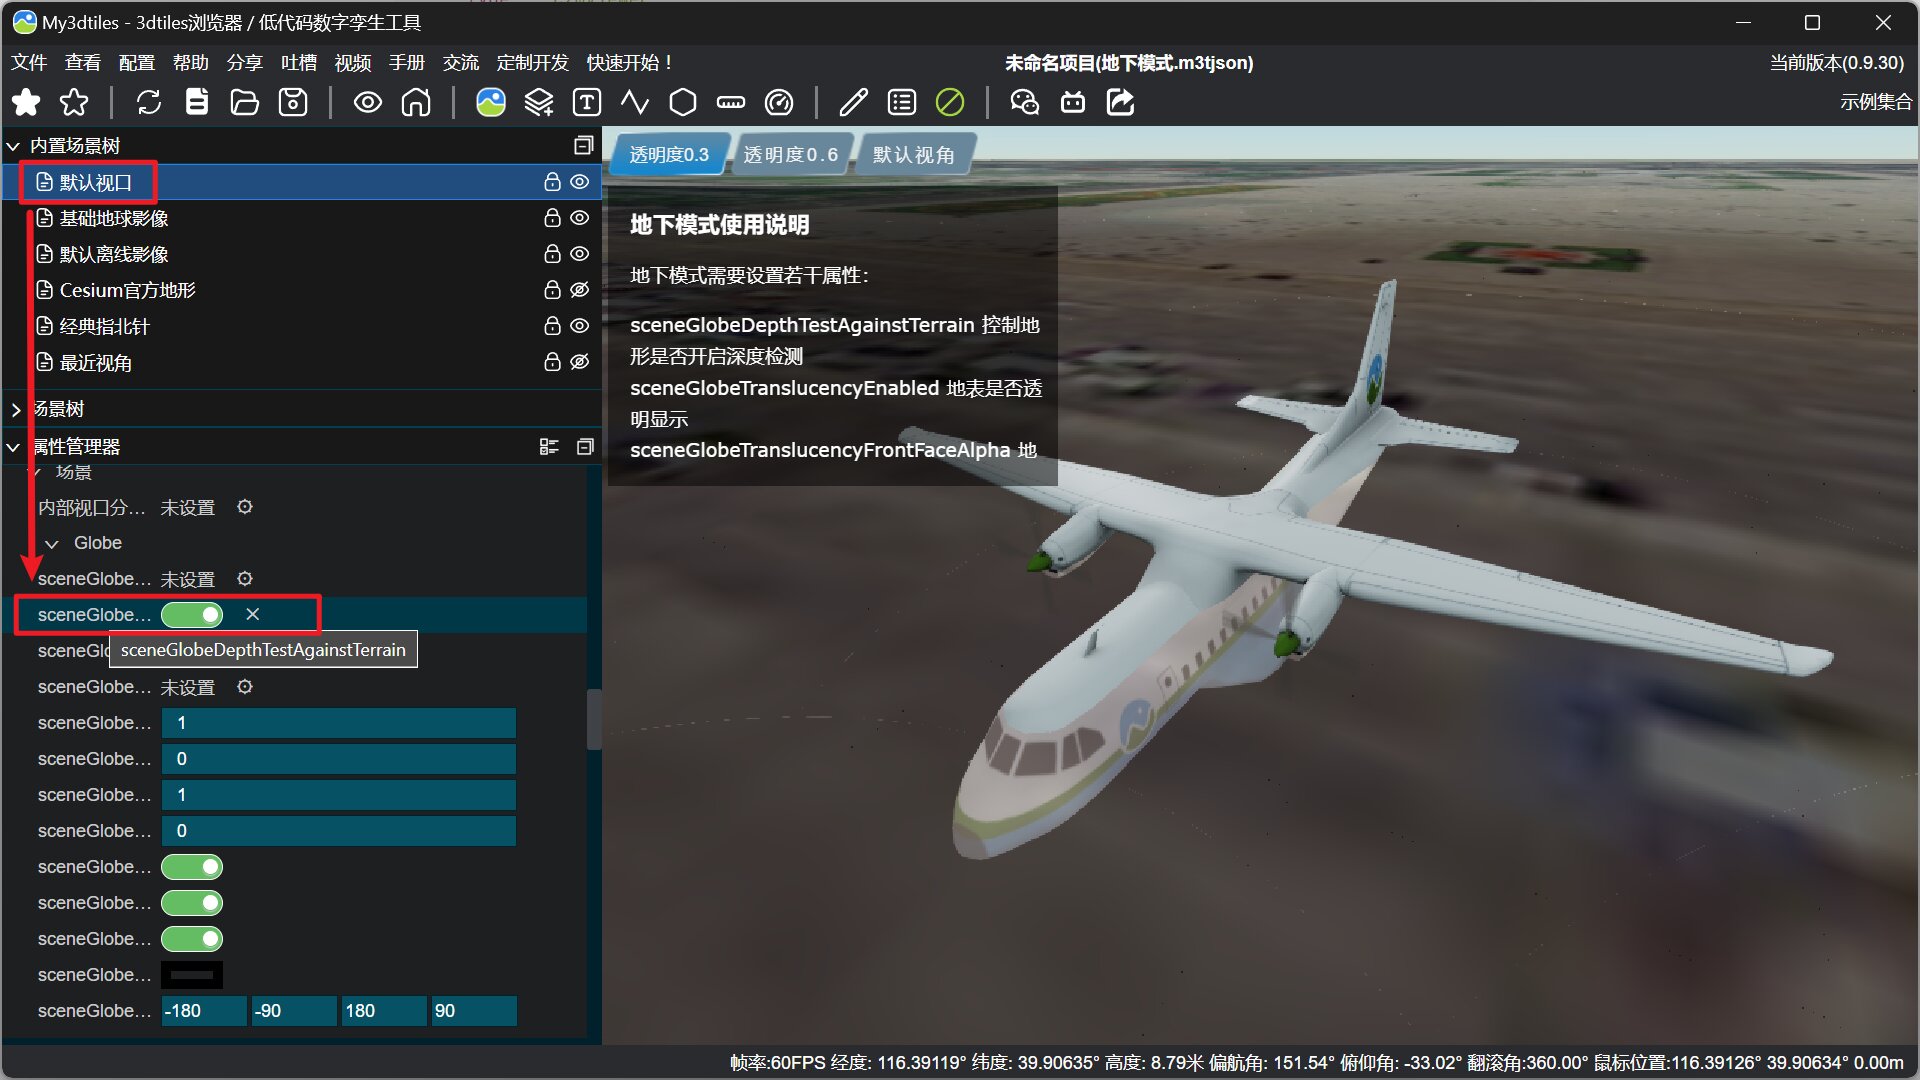 My3dtiles - 3dtiles浏览器 / 低代码数字孪生工具
文件 查看 配置 帮助 分享 吐槽 视频 手册 交流 定制开发 快速开始！
未命名项目(地下模式.m3tjson)
当前版本(0.9.30)
示例集合
内置场景树
默认视口
基础地球影像
默认离线影像
Cesium官方地形
经典指北针
最近视角
场景树
属性管理器
场景
内部视口分... 未设置
Globe
sceneGlobe... 未设置
sceneGlobe...
sceneGlobeDepthTestAgainstTerrain
sceneGlo
sceneGlobe... 未设置
sceneGlobe... 1
sceneGlobe... 0
sceneGlobe... 1
sceneGlobe... 0
sceneGlobe...
sceneGlobe...
sceneGlobe...
sceneGlobe...
sceneGlobe... -180 -90 180 90
透明度0.3 透明度0.6 默认视角
地下模式使用说明
地下模式需要设置若干属性：
sceneGlobeDepthTestAgainstTerrain 控制地
形是否开启深度检测
sceneGlobeTranslucencyEnabled 地表是否透
明显示
sceneGlobeTranslucencyFrontFaceAlpha 地
帧率:60FPS 经度: 116.39119° 纬度: 39.90635° 高度: 8.79米 偏航角: 151.54° 俯仰角: -33.02° 翻滚角:360.00° 鼠标位置:116.39126° 39.90634° 0.00m